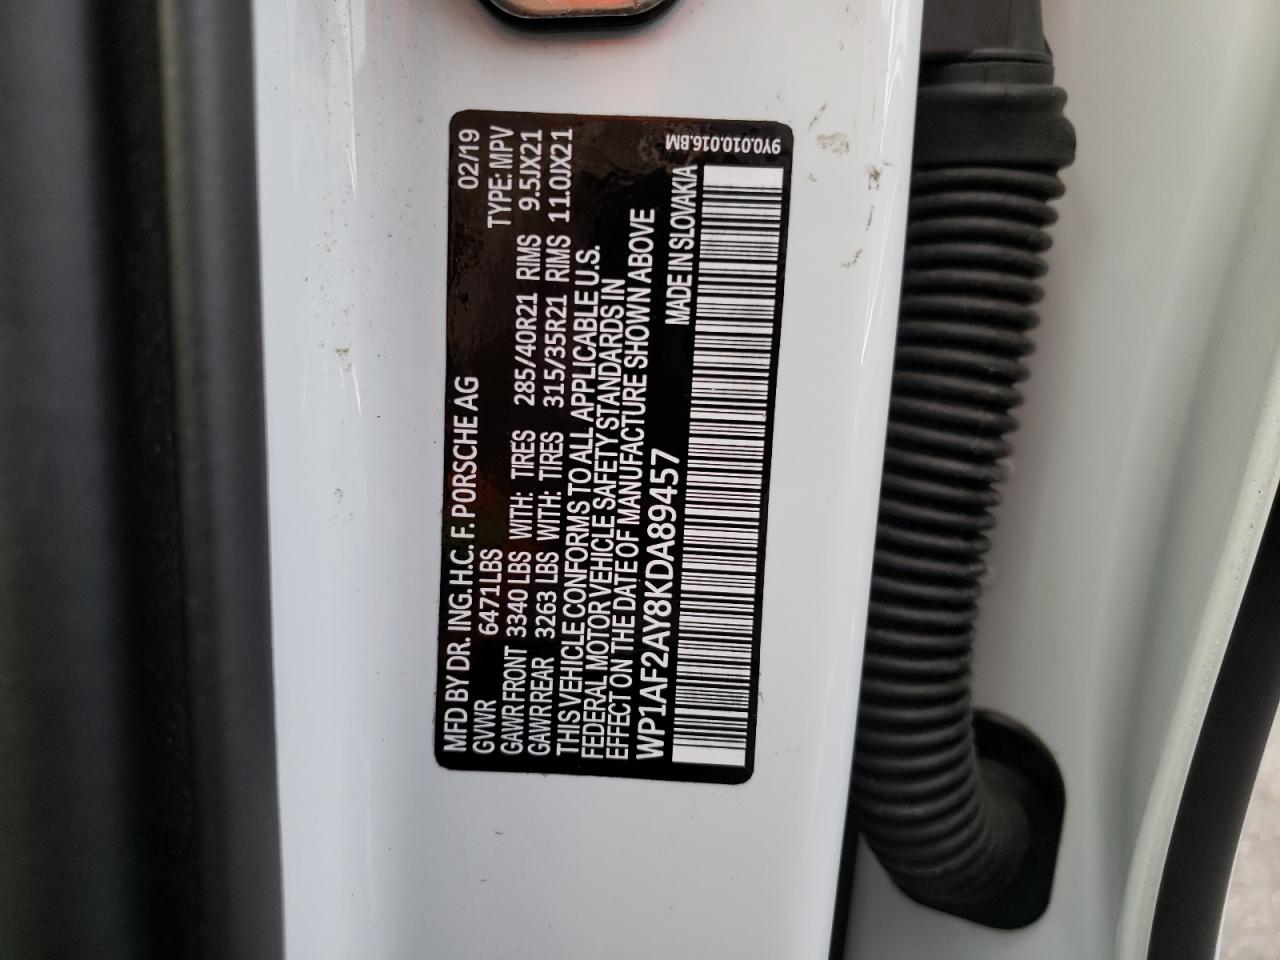 MFD BY DR. ING.H.C. F. PORSCHE AG 02/19
GVWR 6471LBS TYPE: MPV
GAWR FRONT 3340 LBS WITH: TIRES 285/40R21 RIMS 9.5JX21
GAWR REAR 3263 LBS WITH: TIRES 315/35R21 RIMS 11.0JX21
THIS VEHICLE CONFORMS TO ALL APPLICABLE U.S.
FEDERAL MOTOR VEHICLE SAFETY STANDARDS IN
EFFECT ON THE DATE OF MANUFACTURE SHOWN ABOVE
WP1AF2AY8KDA89457 MADE IN SLOVAKIA
9Y0.010.016.BM